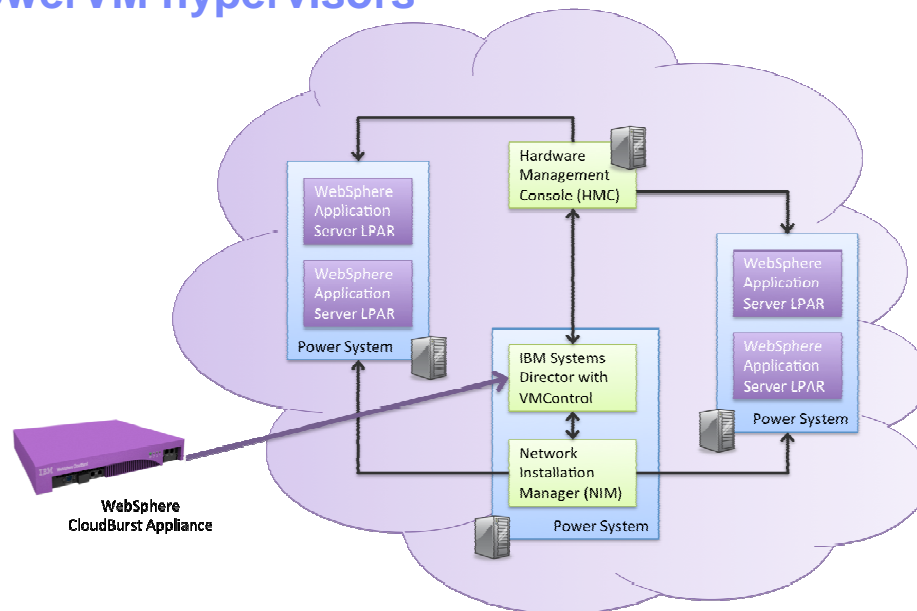 PowerVM hypervisors
Hardware
Management
Console (HMC)
WebSphere
Application
Server LPAR
WebSphere
Application
Server LPAR
Power System
WebSphere
Application
Server LPAR
WebSphere
Application
Server LPAR
Power System
IBM Systems
Director with
VMControl
Network
Installation
Manager (NIM)
Power System
IBM
WebSphere
CloudBurst Appliance